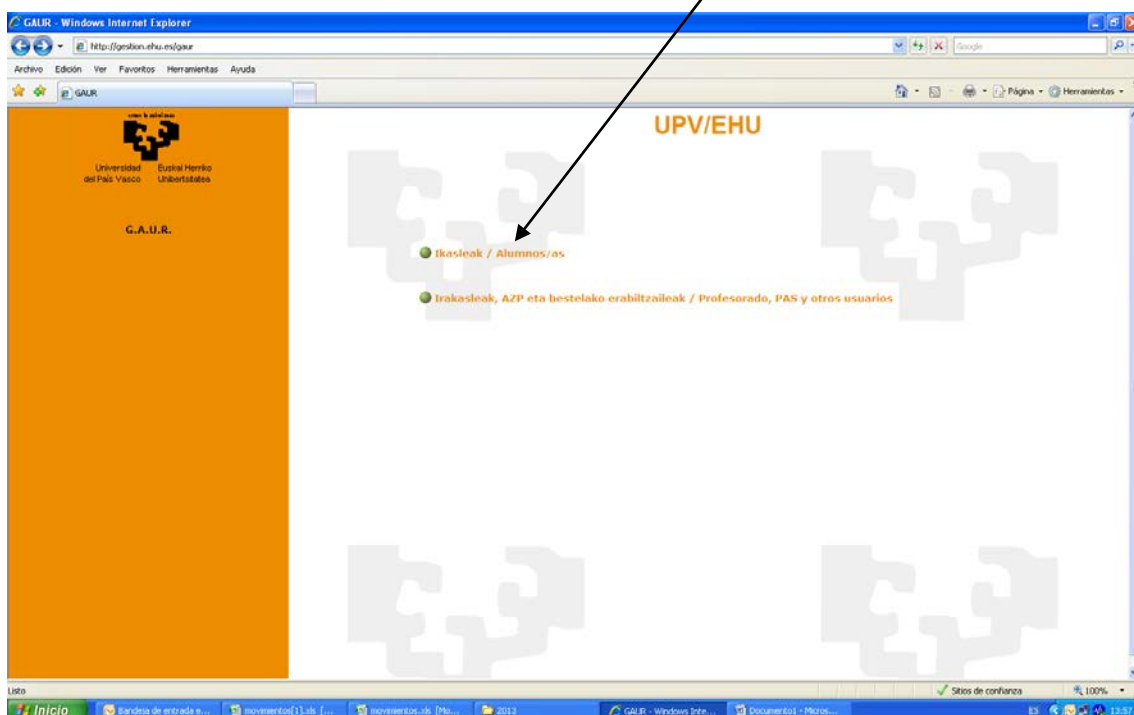 GAUR - Windows Internet Explorer
http://gestion.ehu.es/gaur
Google
Archivo Edición Ver Favoritos Herramientas Ayuda
GAUR
Página
Herramientas
Universidad del País Vasco
Euskal Herriko Unibertsitatea
G.A.U.R.
UPV/EHU
Ikasleak / Alumnos/as
Irakasleak, AZP eta bestelako erabiltzaileak / Profesorado, PAS y otros usuarios
Listo
Sitios de confianza
100%
Inicio
Bandeja de entrada e...
movimientos[1].xls [...
movimientos.xls [Mo...
2013
GAUR - Windows Inte...
Documento1 - Micros...
ES
13:57